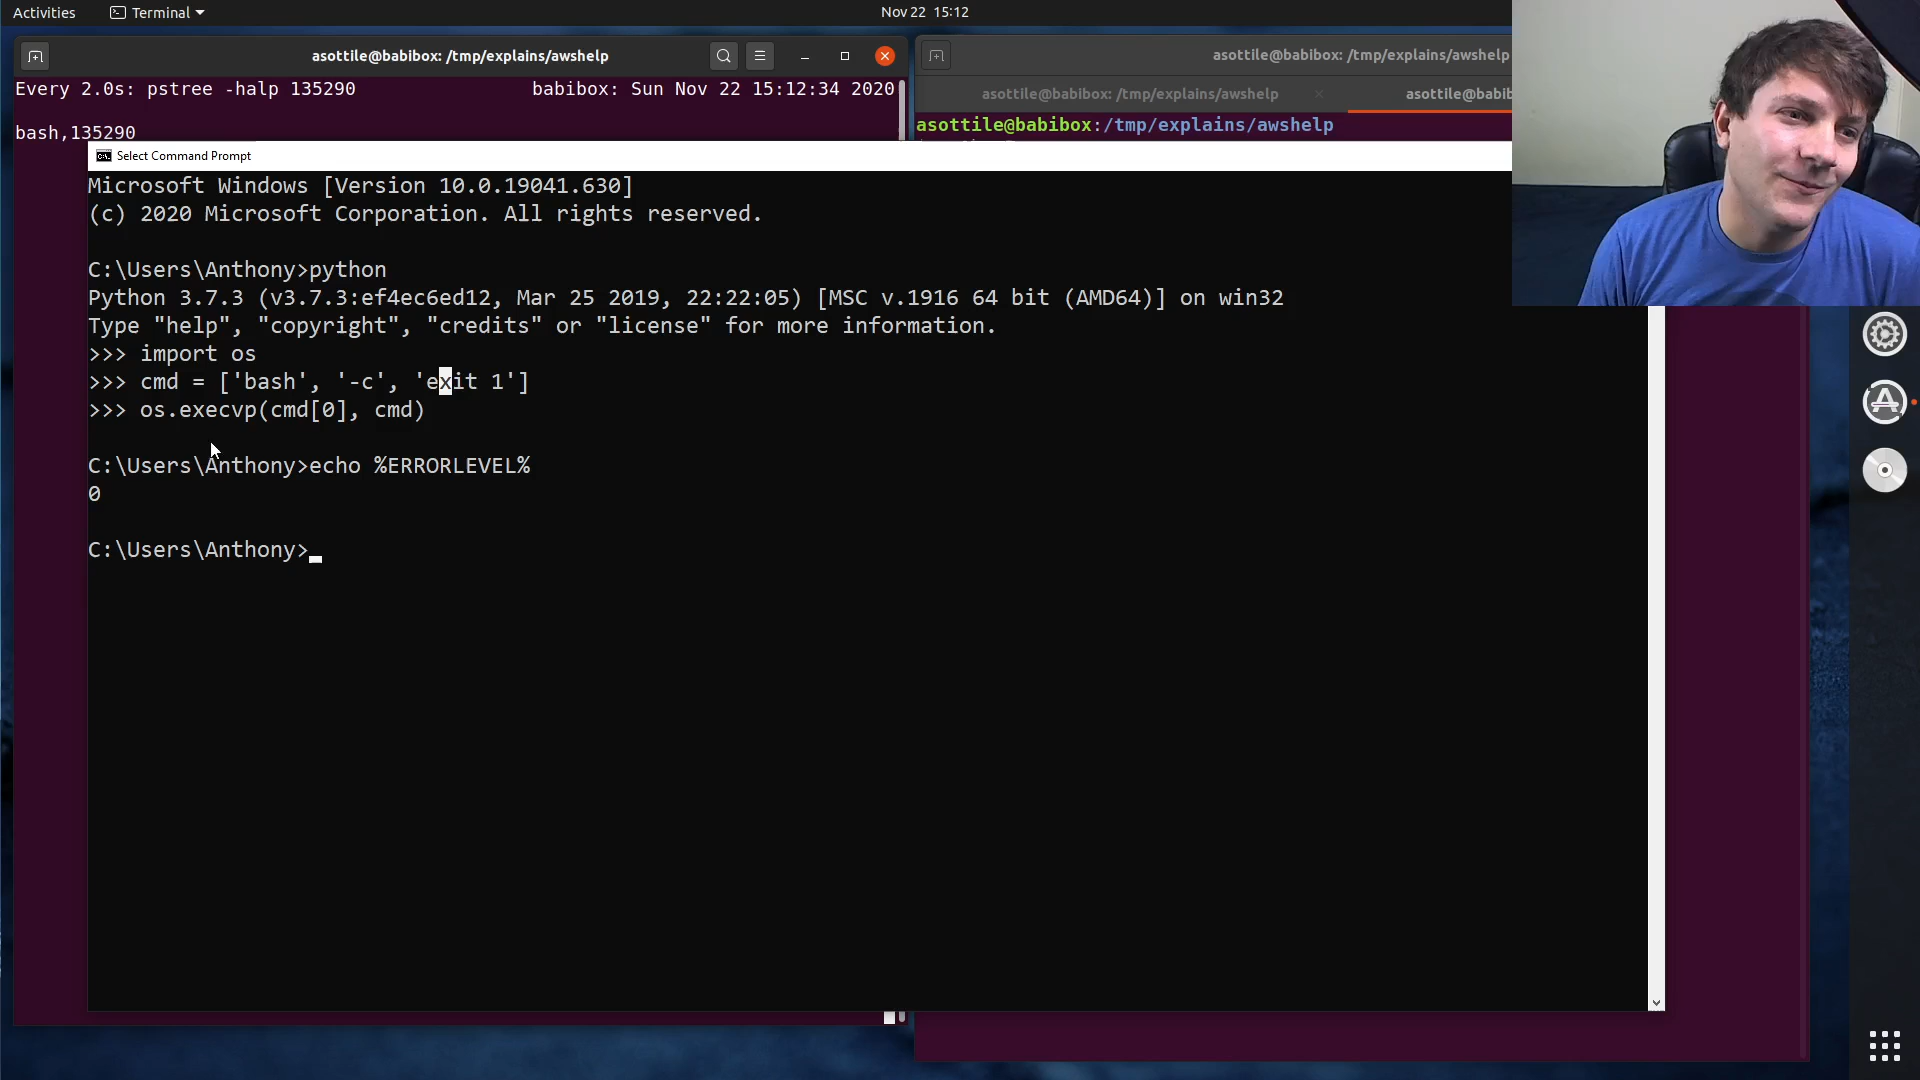 Activities
Terminal
Nov 22 15:12
asottile@babibox: /tmp/explains/awshelp
Every 2.0s: pstree -halp 135290
babibox: Sun Nov 22 15:12:34 2020
bash,135290
asottile@babibox: /tmp/explains/awshelp
asottile@babibox: /tmp/explains/awshelp
asottile@babib
asottile@babibox:/tmp/explains/awshelp
Select Command Prompt
Microsoft Windows [Version 10.0.19041.630]
(c) 2020 Microsoft Corporation. All rights reserved.
C:\Users\Anthony>python
Python 3.7.3 (v3.7.3:ef4ec6ed12, Mar 25 2019, 22:22:05) [MSC v.1916 64 bit (AMD64)] on win32
Type "help", "copyright", "credits" or "license" for more information.
>>> import os
>>> cmd = ['bash', '-c', 'exit 1']
>>> os.execvp(cmd[0], cmd)
C:\Users\Anthony>echo %ERRORLEVEL%
0
C:\Users\Anthony>